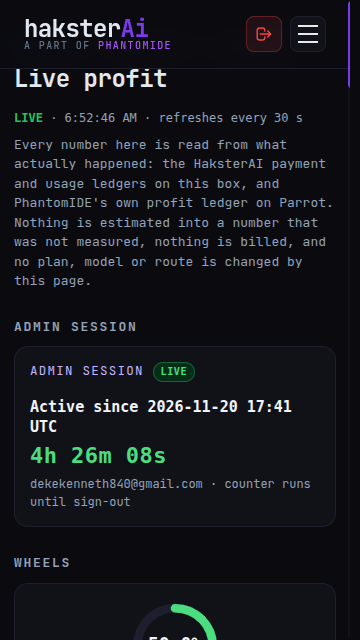 haksterAi
A PART OF PHANTOMIDE
Live profit
LIVE · 6:52:46 AM · refreshes every 30 s
Every number here is read from what
actually happened: the HaksterAI payment
and usage ledgers on this box, and
PhantomIDE's own profit ledger on Parrot.
Nothing is estimated into a number that
was not measured, nothing is billed, and
no plan, model or route is changed by
this page.
ADMIN SESSION
ADMIN SESSION LIVE
Active since 2026-11-20 17:41
UTC
4h 26m 08s
dekekenneth840@gmail.com · counter runs
until sign-out
WHEELS